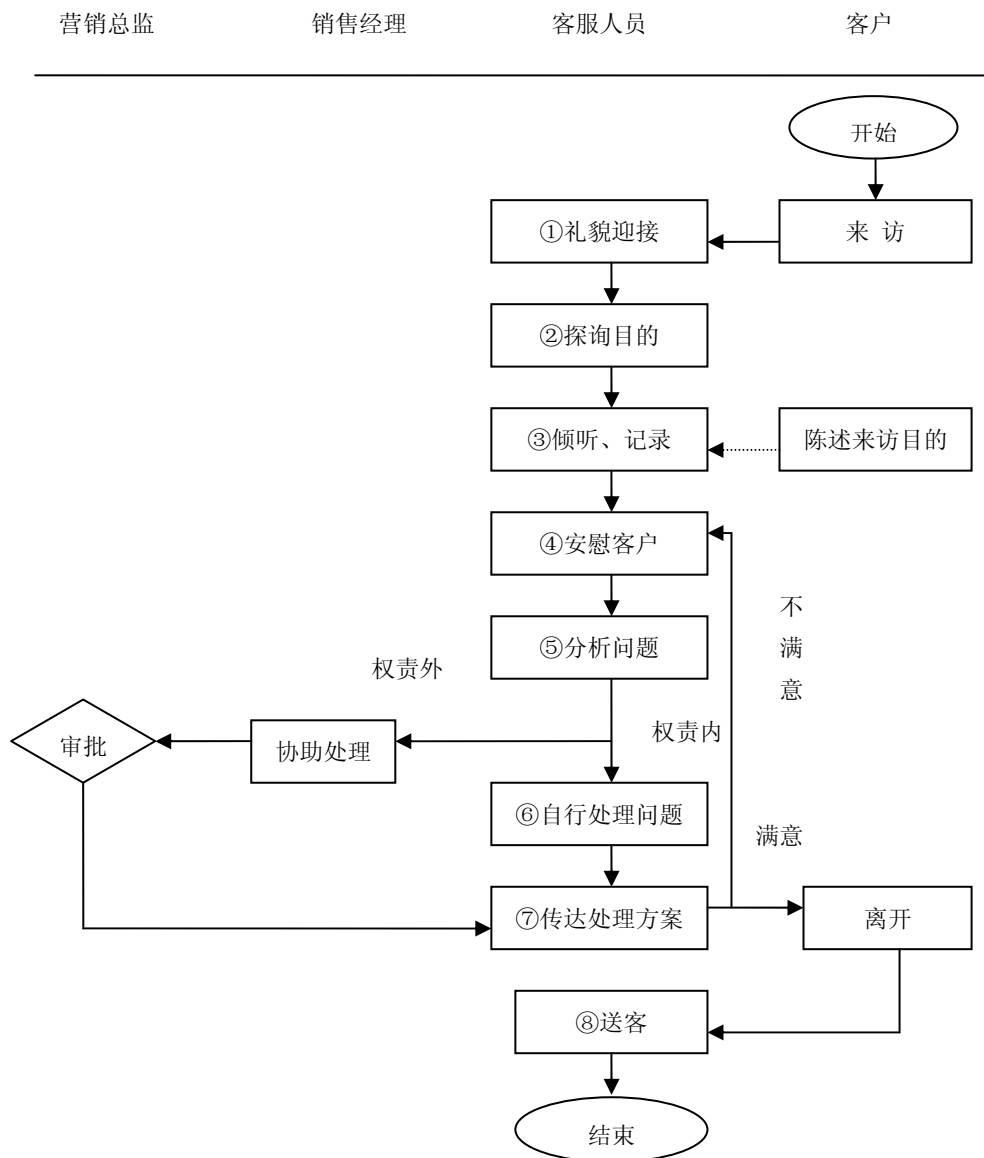 营销总监 销售经理 客服人员 客户
开始
①礼貌迎接 来 访
②探询目的
③倾听、记录 陈述来访目的
④安慰客户
不
满
意
⑤分析问题
权责外
权责内
审批 协助处理
⑥自行处理问题
满意
⑦传达处理方案 离开
⑧送客
结束